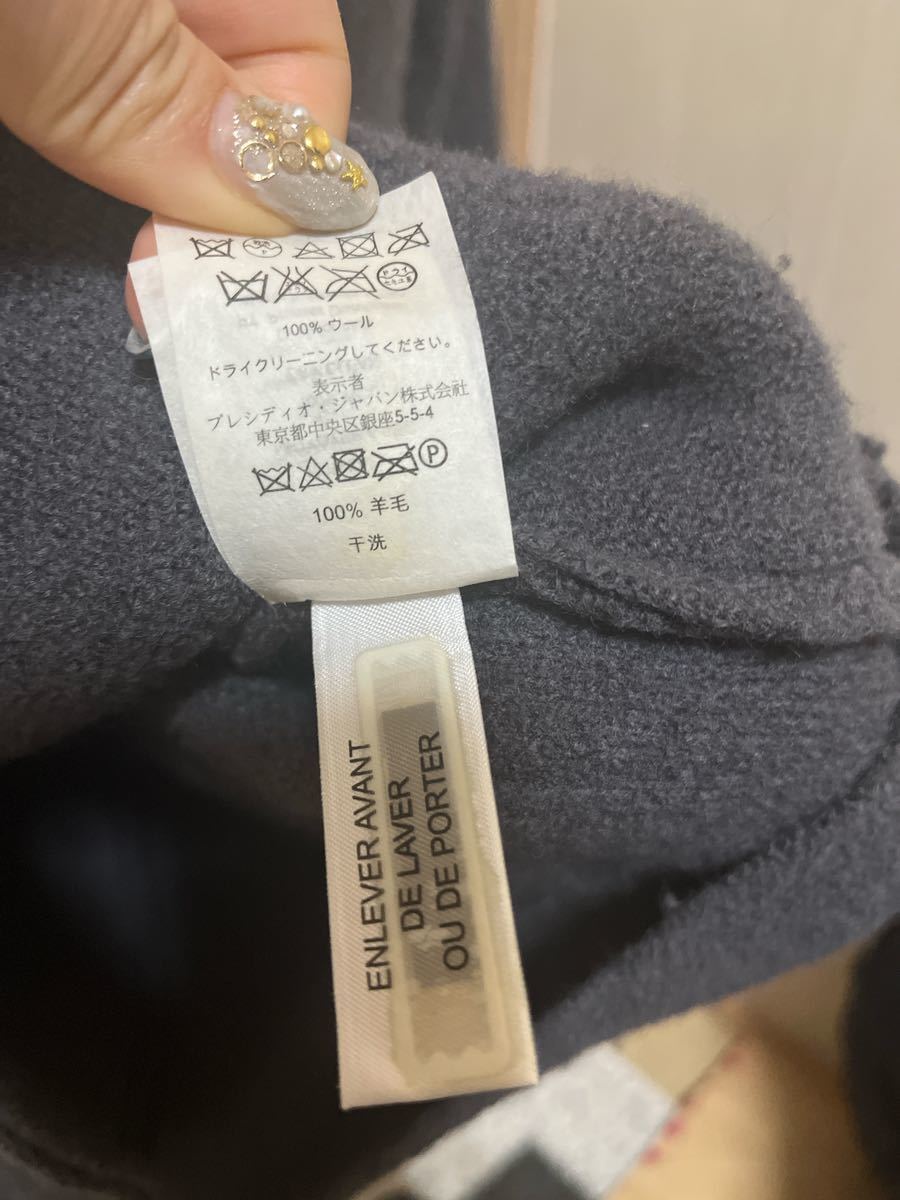 100% ウール
ドライクリーニングしてください。
表示者
プレシディオ・ジャパン株式会社
東京都中央区銀座5-5-4
P
100% 羊毛
干洗
ENLEVER AVANT
DE LAVER
OU DE PORTER